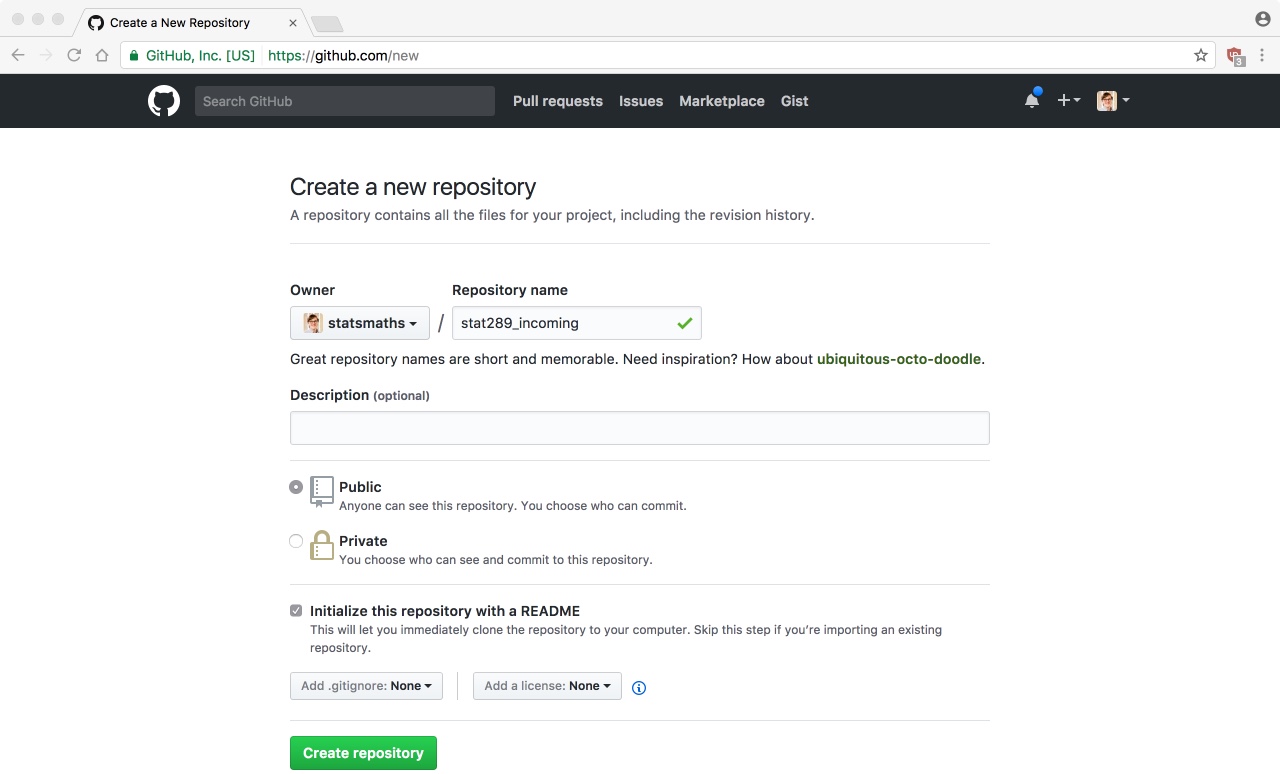 Create a New Repository
GitHub, Inc. [US] https://github.com/new
3
Search GitHub Pull requests Issues Marketplace Gist
Create a new repository
A repository contains all the files for your project, including the revision history.
Owner Repository name
statsmaths / stat289_incoming
Great repository names are short and memorable. Need inspiration? How about ubiquitous-octo-doodle.
Description (optional)
Public
Anyone can see this repository. You choose who can commit.
Private
You choose who can see and commit to this repository.
Initialize this repository with a README
This will let you immediately clone the repository to your computer. Skip this step if you’re importing an existing
repository.
Add .gitignore: None Add a license: None
Create repository